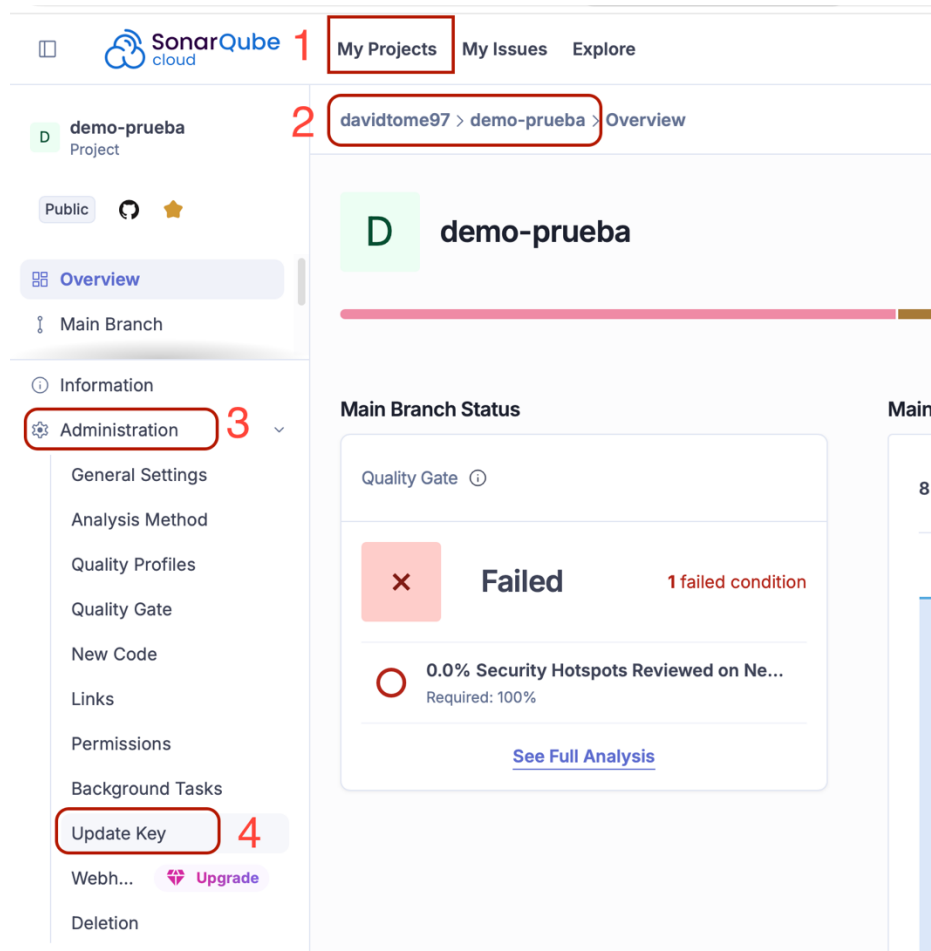 SonarQube cloud
1
My Projects
My Issues
Explore
2
davidtome97 > demo-prueba > Overview
D
demo-prueba
Project
Public
D
demo-prueba
Overview
Main Branch
Information
3
Administration
General Settings
Analysis Method
Quality Profiles
Quality Gate
New Code
Links
Permissions
Background Tasks
Update Key
4
Webh...
Upgrade
Deletion
Main Branch Status
Main
Quality Gate
8
Failed
1 failed condition
0.0% Security Hotspots Reviewed on Ne...
Required: 100%
See Full Analysis